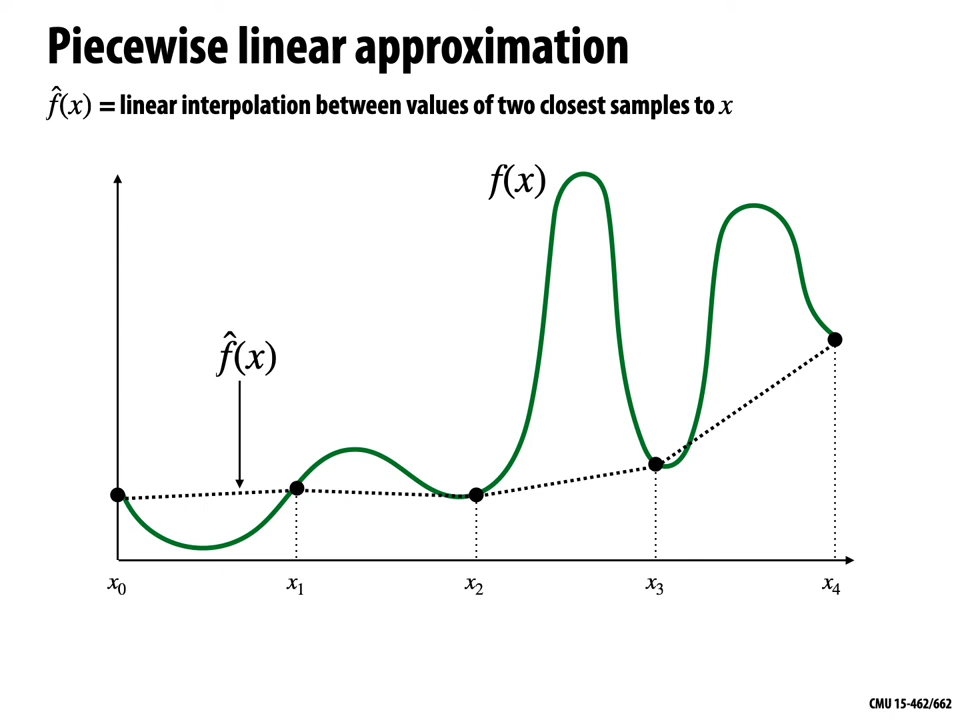 Piecewise linear approximation
f̂(x) = linear interpolation between values of two closest samples to x
f(x)
f̂(x)
x₀ x₁ x₂ x₃ x₄
CMU 15-462/662